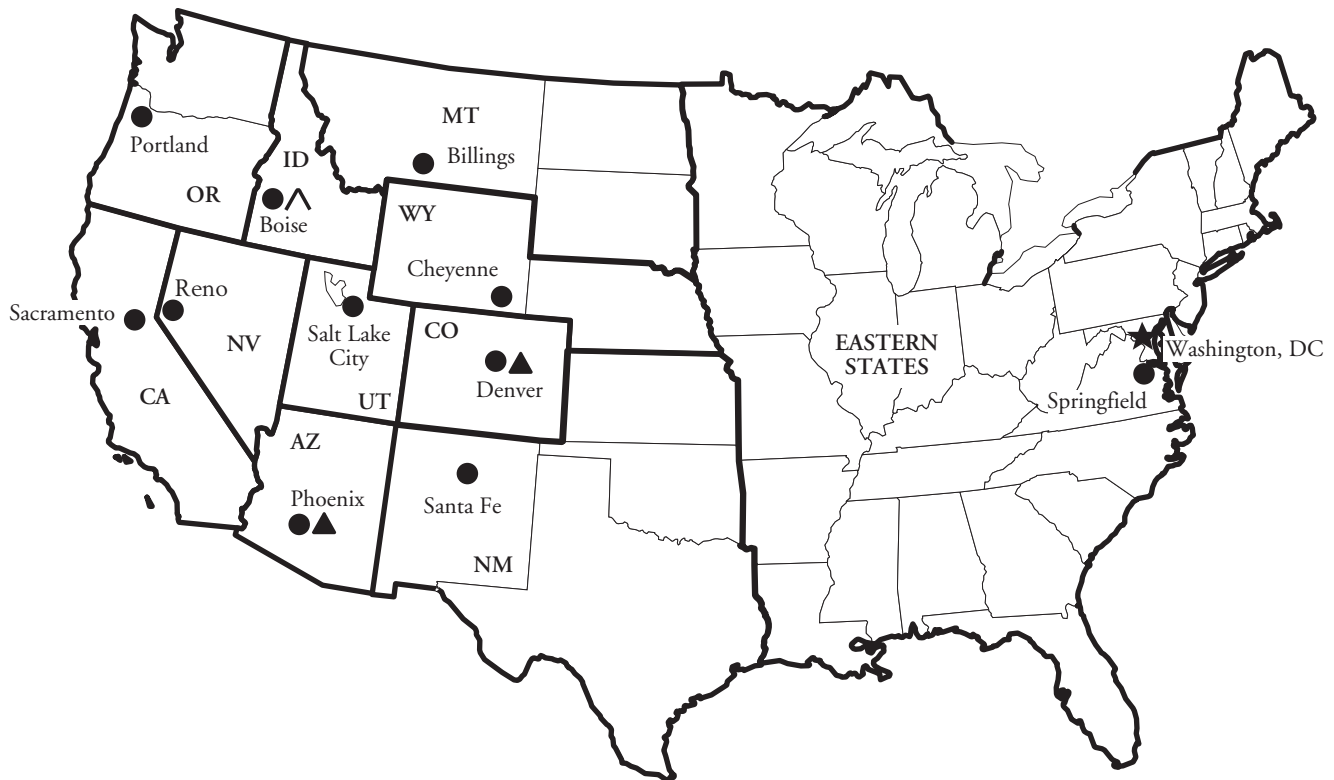 MT
Billings
Portland
ID
OR
Boise
WY
Cheyenne
Reno
Sacramento
NV
Salt Lake
City
CO
Denver
UT
CA
EASTERN
STATES
Washington, DC
Springfield
AZ
Phoenix
Santa Fe
NM